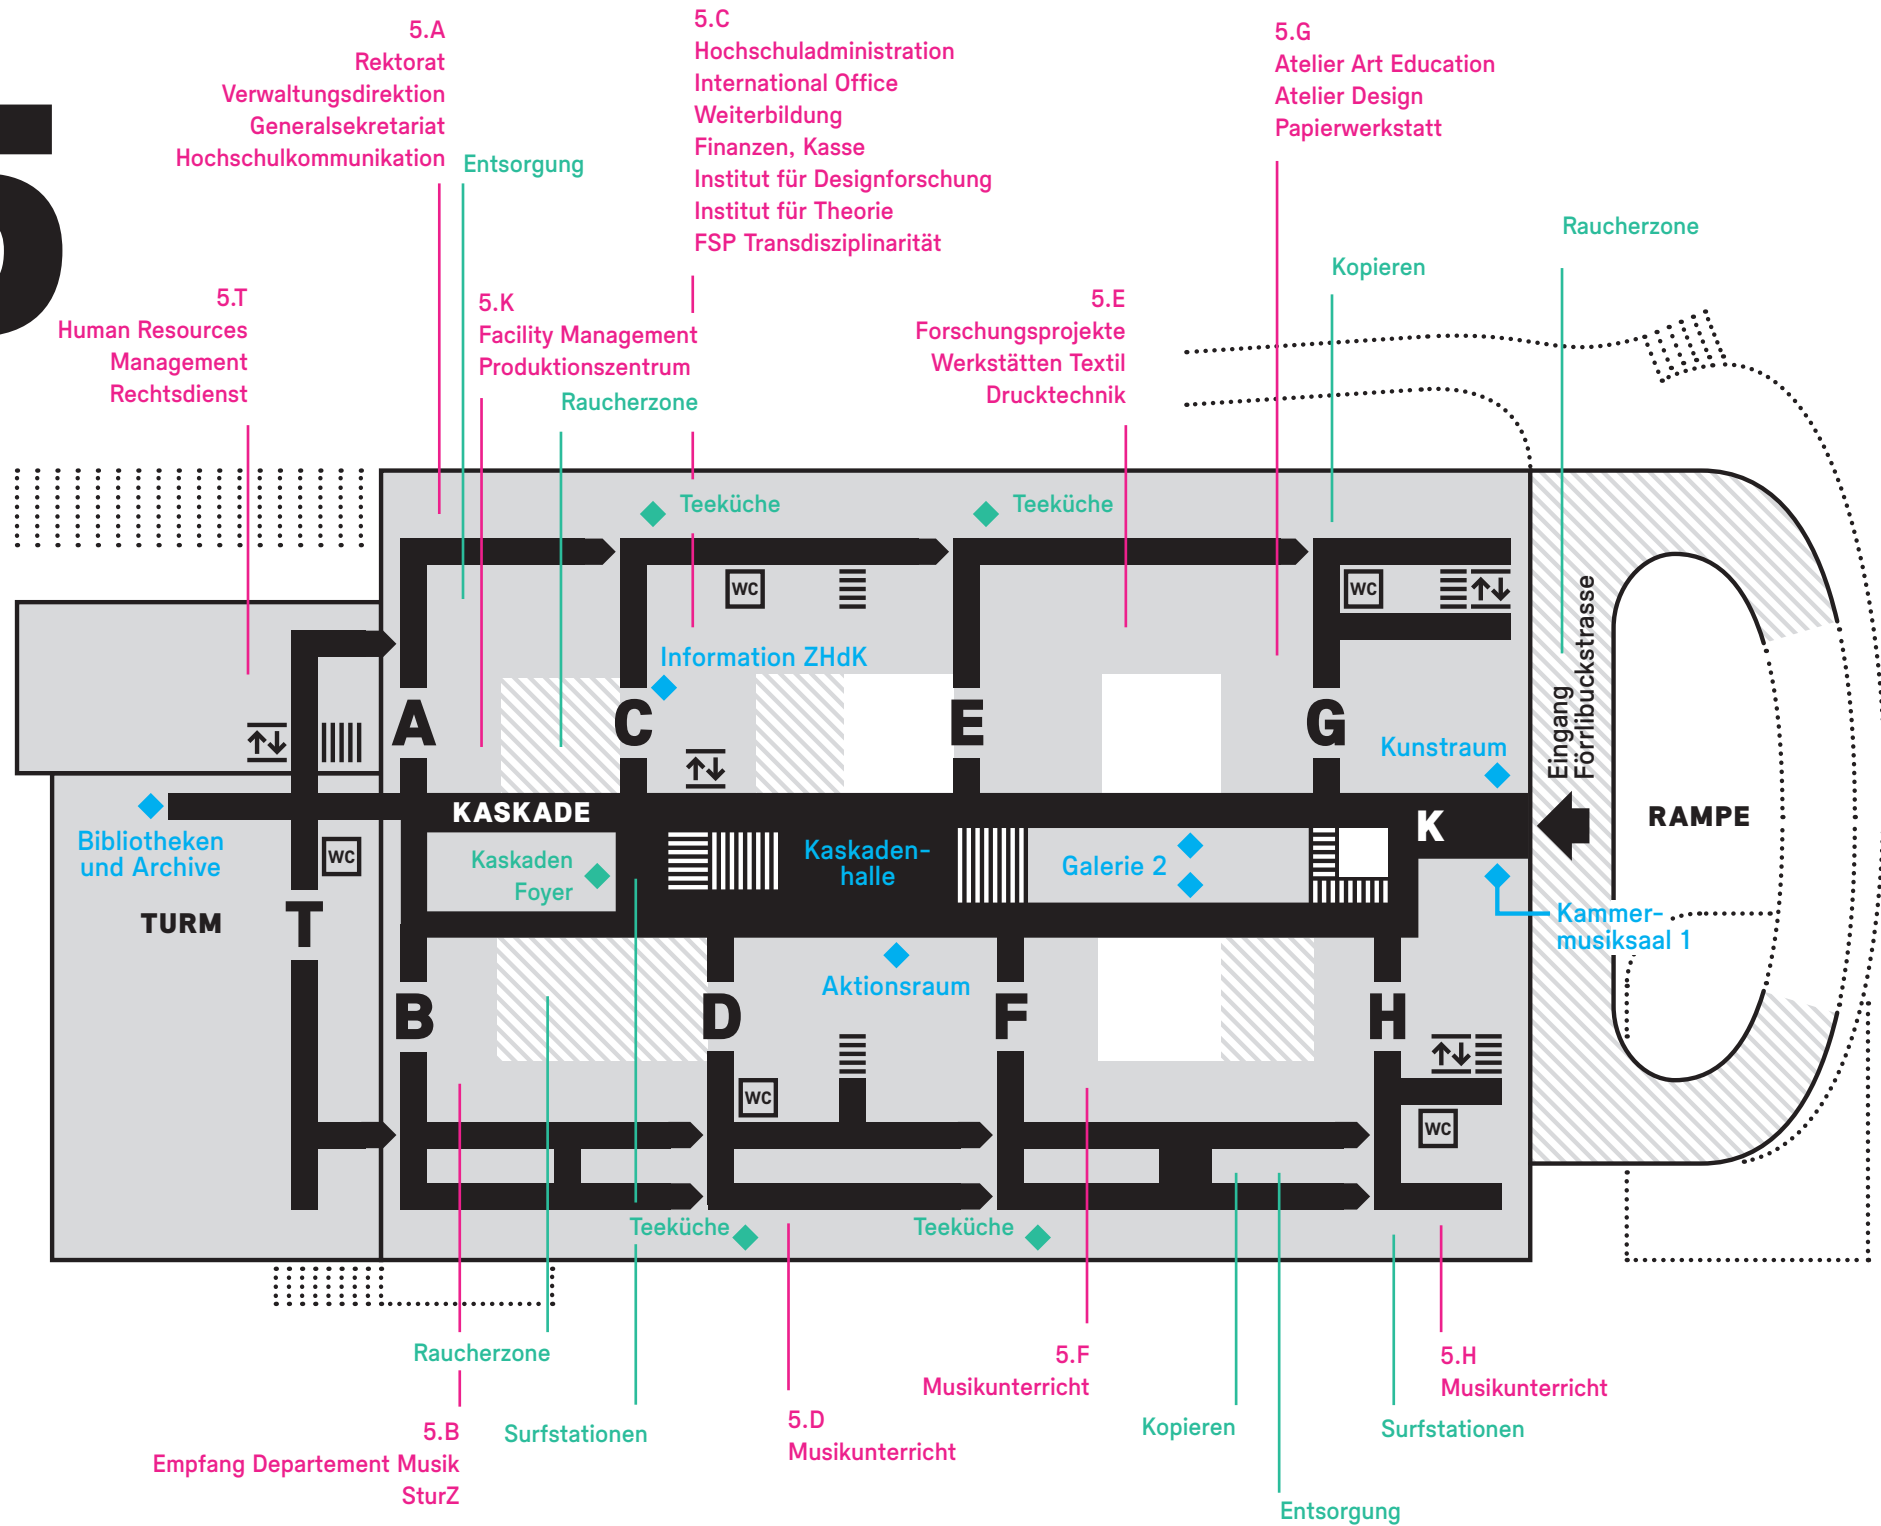 5
5.A
Rektorat
Verwaltungsdirektion
Generalsekretariat
Hochschulkommunikation
Entsorgung
5.C
Hochschuladministration
International Office
Weiterbildung
Finanzen, Kasse
Institut für Designforschung
Institut für Theorie
FSP Transdisziplinarität
5.G
Atelier Art Education
Atelier Design
Papierwerkstatt
Raucherzone
Kopieren
5.T
Human Resources
Management
Rechtsdienst
5.K
Facility Management
Produktionszentrum
Raucherzone
5.E
Forschungsprojekte
Werkstätten Textil
Drucktechnik
Teeküche
Teeküche
WC
WC
Information ZHdK
A
C
E
G
Kunstraum
Eingang
Förrlibuckstrasse
KASKADE
K
RAMPE
Bibliotheken
und Archive
WC
Kaskaden
Foyer
Kaskaden-
halle
Galerie 2
TURM
T
Kammer-
musiksaal 1
Aktionsraum
B
D
F
H
WC
WC
Teeküche
Teeküche
Raucherzone
5.F
Musikunterricht
5.H
Musikunterricht
5.B
Empfang Departement Musik
SturZ
Surfstationen
5.D
Musikunterricht
Kopieren
Surfstationen
Entsorgung